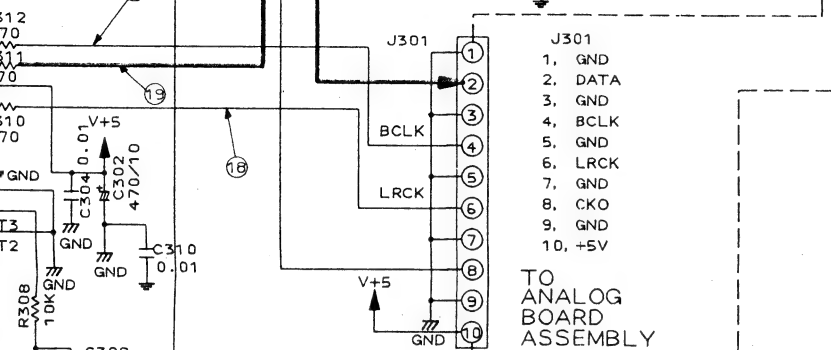 312
70
311
70
310
70
19
18
V+5
GND
C304 0.01
C302
470/10
T3
T2
GND
GND
GND
C310
0.01
R308
10K
J301
BCLK
LRCK
V+5
GND
1
2
3
4
5
6
7
8
9
10
J301
1, GND
2, DATA
3, GND
4, BCLK
5, GND
6, LRCK
7, GND
8, CKO
9, GND
10, +5V
TO
ANALOG
BOARD
ASSEMBLY